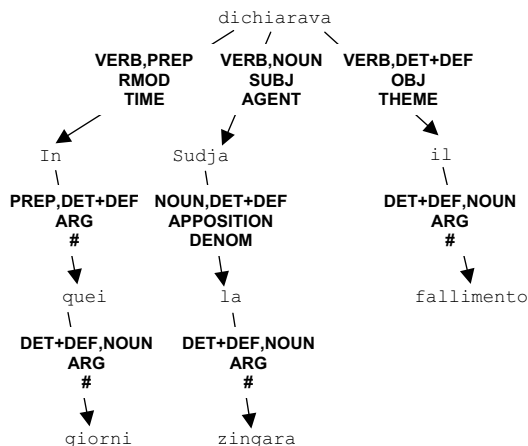 dichiarava
VERB,PREP VERB,NOUN VERB,DET+DEF
RMOD SUBJ OBJ
TIME AGENT THEME
In Sudja il
PREP,DET+DEF NOUN,DET+DEF DET+DEF,NOUN
ARG APPOSITION ARG
# DENOM #
quei la fallimento
DET+DEF,NOUN DET+DEF,NOUN
ARG ARG
# #
giorni zingara